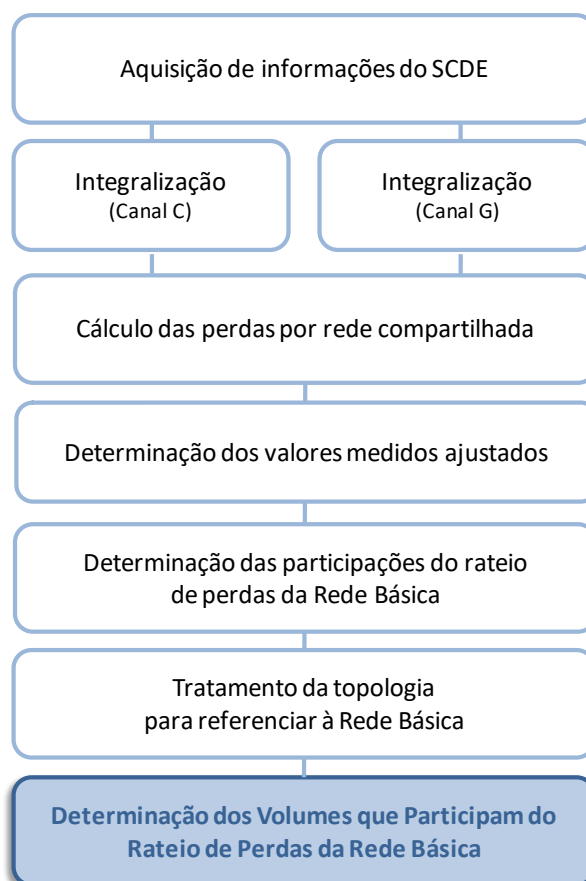 Aquisição de informações do SCDE
Integralização
(Canal C)
Integralização
(Canal G)
Cálculo das perdas por rede compartilhada
Determinação dos valores medidos ajustados
Determinação das participações do rateio
de perdas da Rede Básica
Tratamento da topologia
para referenciar à Rede Básica
Determinação dos Volumes que Participam do
Rateio de Perdas da Rede Básica